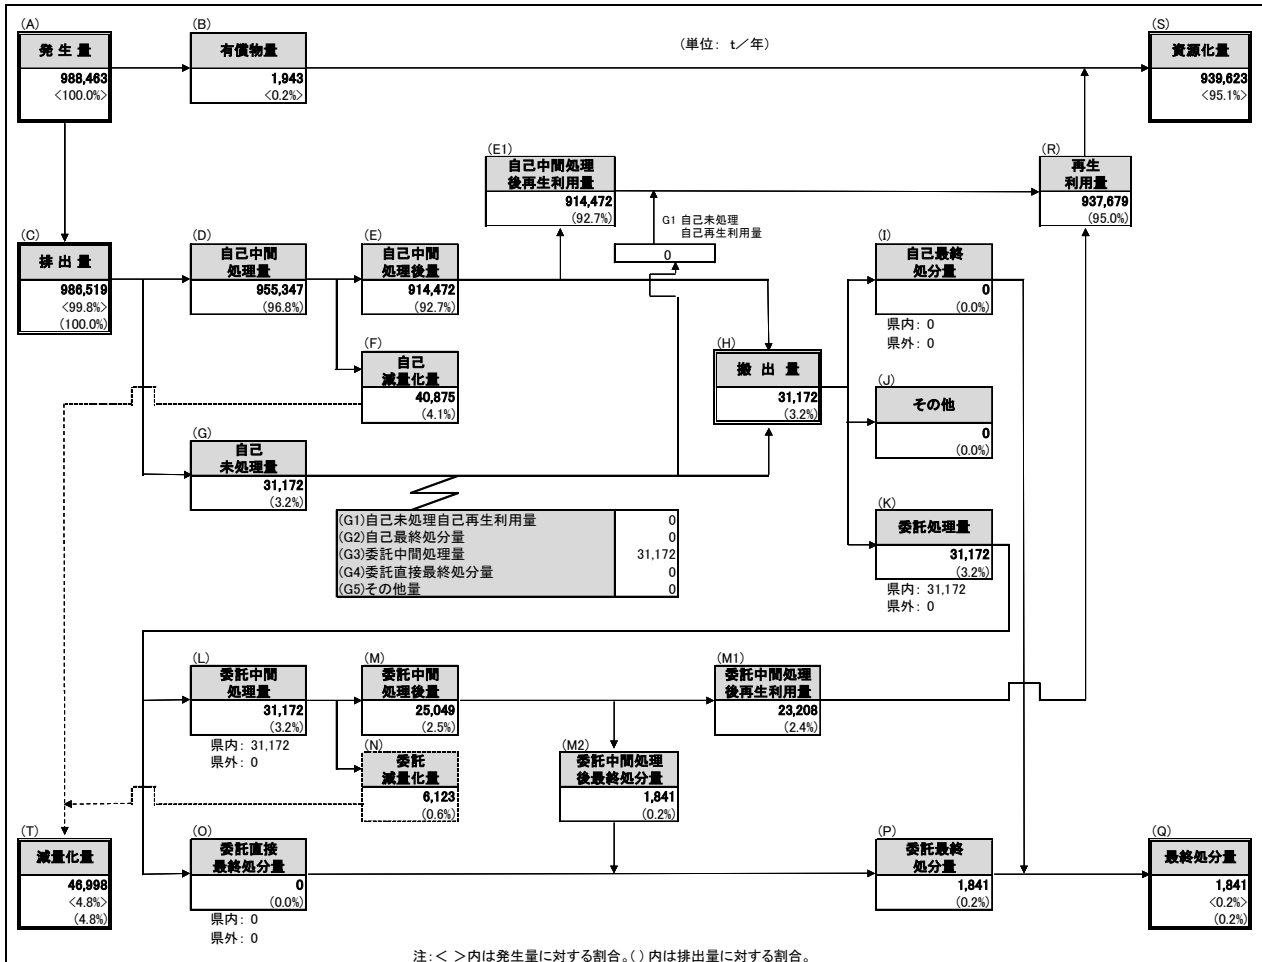 (A)
発 生 量
988,463
<100.0%>
(B)
有償物量
1,943
<0.2%>
(単位： t／年)
(S)
資源化量
939,623
<95.1%>
(E1)
自己中間処理
後再生利用量
914,472
(92.7%)
(R)
再生
利用量
937,679
(95.0%)
G1 自己未処理
自己再生利用量
0
(C)
排 出 量
986,519
<99.8%>
(100.0%)
(D)
自己中間
処理量
955,347
(96.8%)
(E)
自己中間
処理後量
914,472
(92.7%)
(I)
自己最終
処分量
0
(0.0%)
県内： 0
県外： 0
(F)
自己
減量化量
40,875
(4.1%)
(H)
搬 出 量
31,172
(3.2%)
(J)
その他
0
(0.0%)
(G)
自己
未処理量
31,172
(3.2%)
(G1)自己未処理自己再生利用量 0
(G2)自己最終処分量 0
(G3)委託中間処理量 31,172
(G4)委託直接最終処分量 0
(G5)その他量 0
(K)
委託処理量
31,172
(3.2%)
県内： 31,172
県外： 0
(L)
委託中間
処理量
31,172
(3.2%)
県内： 31,172
県外： 0
(M)
委託中間
処理後量
25,049
(2.5%)
(M1)
委託中間処理
後再生利用量
23,208
(2.4%)
(N)
委託
減量化量
6,123
(0.6%)
(M2)
委託中間処理
後最終処分量
1,841
(0.2%)
(T)
減量化量
46,998
<4.8%>
(4.8%)
(O)
委託直接
最終処分量
0
(0.0%)
県内： 0
県外： 0
(P)
委託最終
処分量
1,841
(0.2%)
(Q)
最終処分量
1,841
<0.2%>
(0.2%)
注：< >内は発生量に対する割合。( )内は排出量に対する割合。